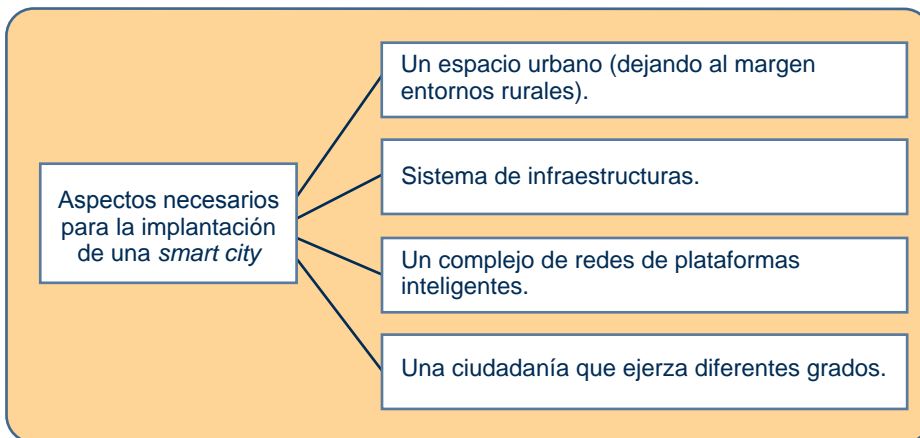 Un espacio urbano (dejando al margen
entornos rurales).
Sistema de infraestructuras.
Aspectos necesarios
para la implantación
de una smart city
Un complejo de redes de plataformas
inteligentes.
Una ciudadanía que ejerza diferentes grados.